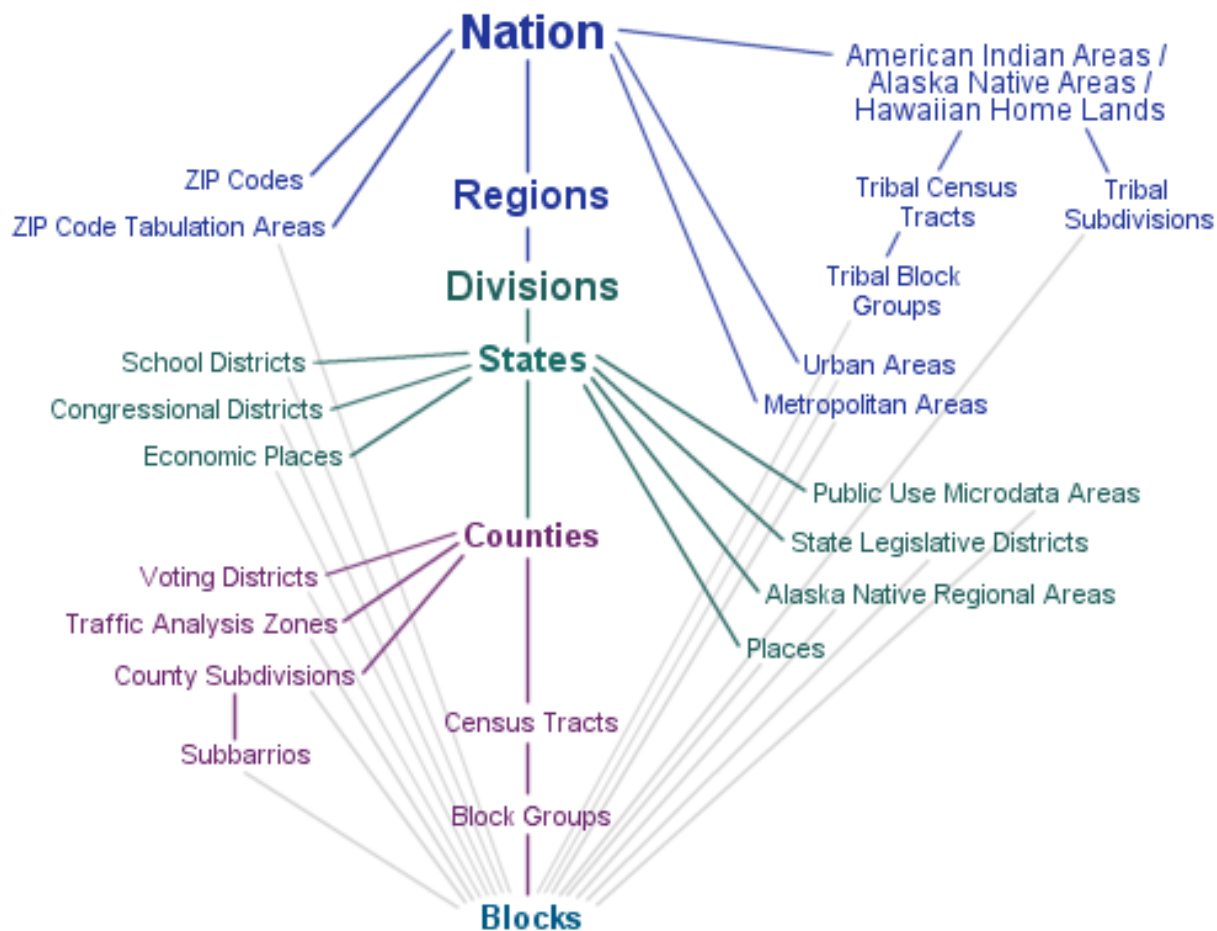 Nation
American Indian Areas /
Alaska Native Areas /
Hawaiian Home Lands
ZIP Codes
Regions
Tribal Census
Tracts
Tribal
Subdivisions
ZIP Code Tabulation Areas
Divisions
Tribal Block
Groups
School Districts
States
Urban Areas
Congressional Districts
Metropolitan Areas
Economic Places
Public Use Microdata Areas
Counties
State Legislative Districts
Voting Districts
Alaska Native Regional Areas
Traffic Analysis Zones
Places
County Subdivisions
Census Tracts
Subbarrios
Block Groups
Blocks